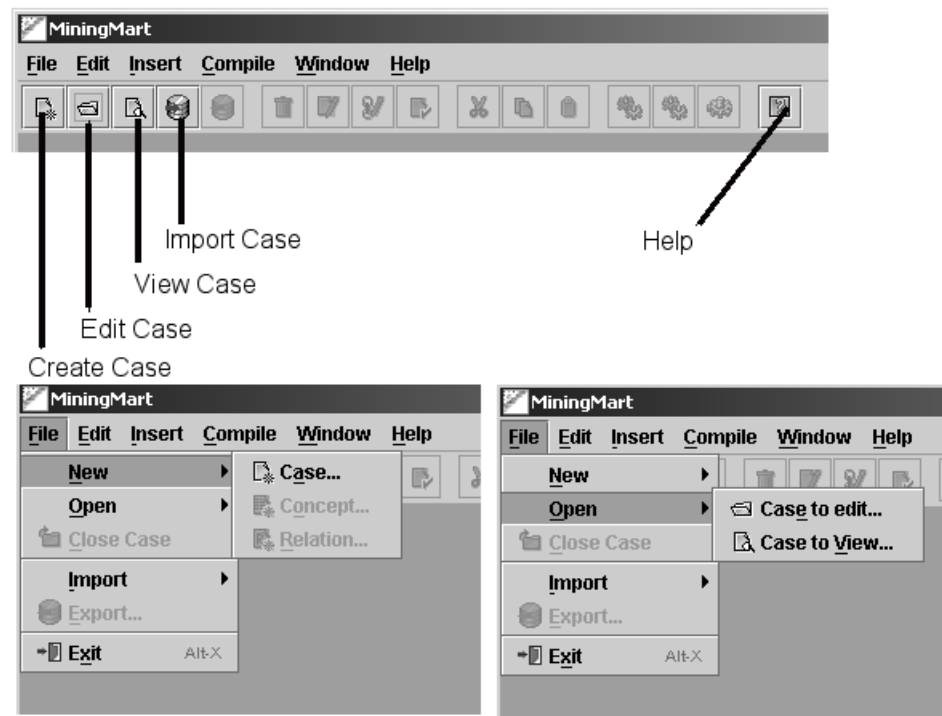 MiningMart
File Edit Insert Compile Window Help
Import Case
Help
View Case
Edit Case
Create Case
MiningMart
File Edit Insert Compile Window Help
New
Case...
Open
Concept...
Close Case
Relation...
Import
Export...
Exit Alt-X
MiningMart
File Edit Insert Compile Window Help
New
Open
Case to edit...
Close Case
Case to View...
Import
Export...
Exit Alt-X